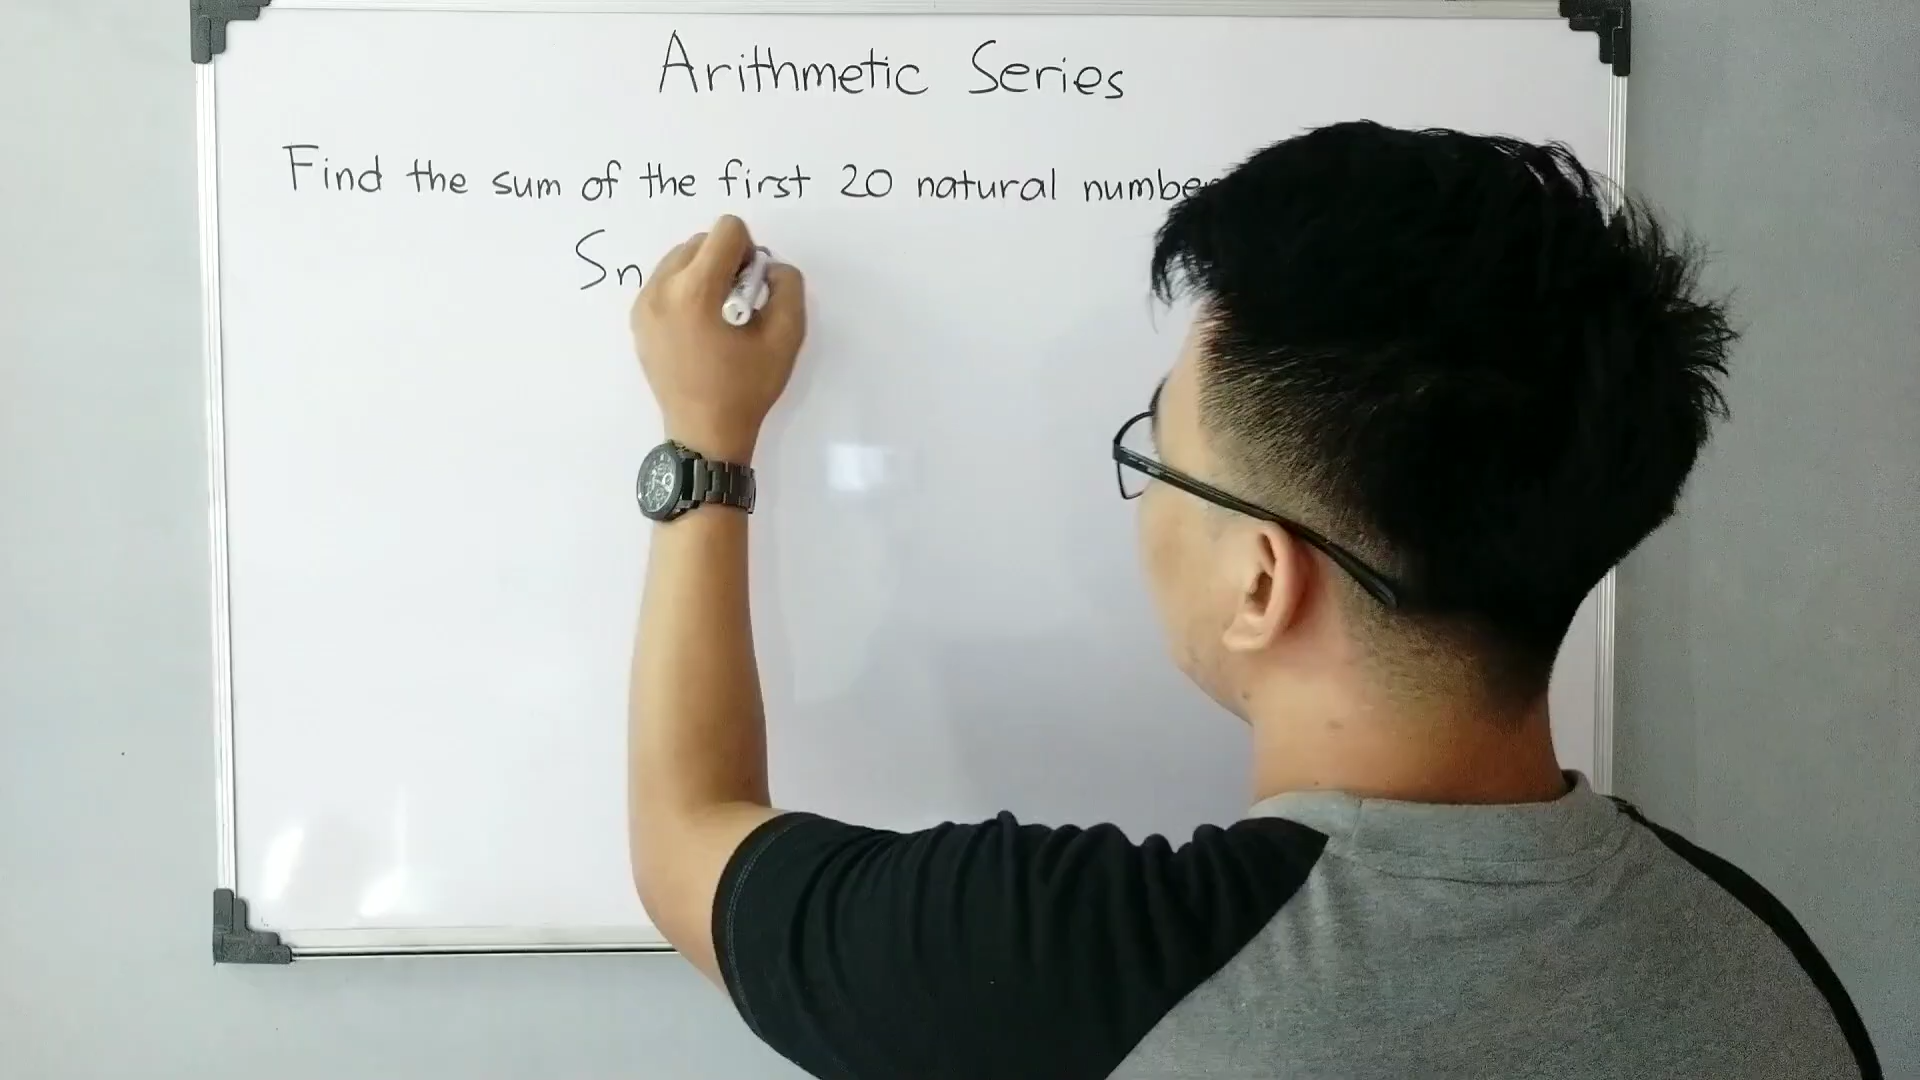 Arithmetic Series
Find the sum of the first 20 natural
Sn